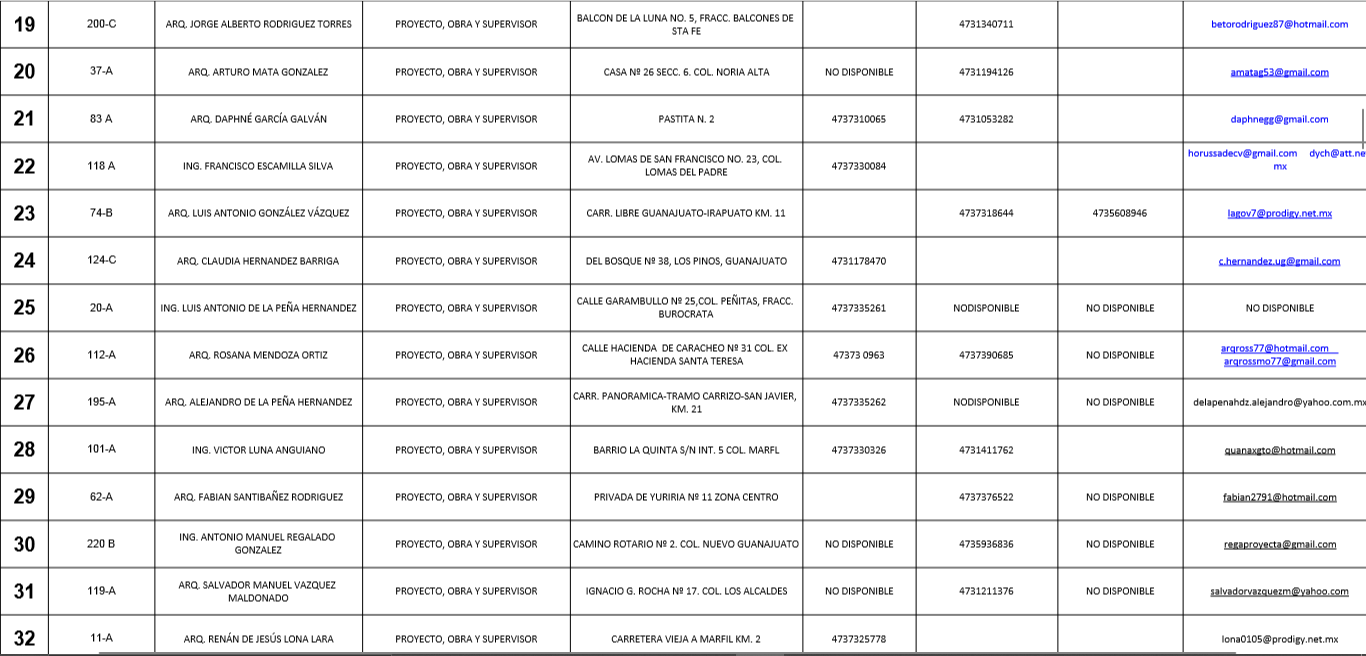 19 200-C ARQ. JORGE ALBERTO RODRIGUEZ TORRES PROYECTO, OBRA Y SUPERVISOR BALCON DE LA LUNA NO. 5, FRACC. BALCONES DE
STA FE 4731340711 betorodriguez87@hotmail.com
20 37-A ARQ. ARTURO MATA GONZALEZ PROYECTO, OBRA Y SUPERVISOR CASA Nº 26 SECC. 6. COL. NORIA ALTA NO DISPONIBLE 4731194126 amatag53@gmail.com
21 83 A ARQ. DAPHNÉ GARCÍA GALVÁN PROYECTO, OBRA Y SUPERVISOR PASTITA N. 2 4737310065 4731053282 daphnegg@gmail.com
22 118 A ING. FRANCISCO ESCAMILLA SILVA PROYECTO, OBRA Y SUPERVISOR AV. LOMAS DE SAN FRANCISCO NO. 23, COL.
LOMAS DEL PADRE 4737330084 horussadecv@gmail.com dych@att.ne
mx
23 74-B ARQ. LUIS ANTONIO GONZÁLEZ VÁZQUEZ PROYECTO, OBRA Y SUPERVISOR CARR. LIBRE GUANAJUATO-IRAPUATO KM. 11 4737318644 4735608946 lagov7@prodigy.net.mx
24 124-C ARQ. CLAUDIA HERNANDEZ BARRIGA PROYECTO, OBRA Y SUPERVISOR DEL BOSQUE Nº 38, LOS PINOS, GUANAJUATO 4731178470 c.hernandez.ug@gmail.com
25 20-A ING. LUIS ANTONIO DE LA PEÑA HERNANDEZ PROYECTO, OBRA Y SUPERVISOR CALLE GARAMBULLO Nº 25,COL. PEÑITAS, FRACC.
BUROCRATA 4737335261 NODISPONIBLE NO DISPONIBLE NO DISPONIBLE
26 112-A ARQ. ROSANA MENDOZA ORTIZ PROYECTO, OBRA Y SUPERVISOR CALLE HACIENDA DE CARACHEO Nº 31 COL. EX
HACIENDA SANTA TERESA 47373 0963 4737390685 NO DISPONIBLE arqross77@hotmail.com
arqrossmo77@gmail.com
27 195-A ARQ. ALEJANDRO DE LA PEÑA HERNANDEZ PROYECTO, OBRA Y SUPERVISOR CARR. PANORAMICA-TRAMO CARRIZO-SAN JAVIER,
KM. 21 4737335262 NODISPONIBLE NO DISPONIBLE delapenahdz.alejandro@yahoo.com.mx
28 101-A ING. VICTOR LUNA ANGUIANO PROYECTO, OBRA Y SUPERVISOR BARRIO LA QUINTA S/N INT. 5 COL. MARFL 4737330326 4731411762 quanaxgto@hotmail.com
29 62-A ARQ. FABIAN SANTIBAÑEZ RODRIGUEZ PROYECTO, OBRA Y SUPERVISOR PRIVADA DE YURIRIA Nº 11 ZONA CENTRO 4737376522 NO DISPONIBLE fabian2791@hotmail.com
30 220 B ING. ANTONIO MANUEL REGALADO
GONZALEZ PROYECTO, OBRA Y SUPERVISOR CAMINO ROTARIO Nº 2. COL. NUEVO GUANAJUATO NO DISPONIBLE 4735936836 NO DISPONIBLE regaproyecta@gmail.com
31 119-A ARQ. SALVADOR MANUEL VAZQUEZ
MALDONADO PROYECTO, OBRA Y SUPERVISOR IGNACIO G. ROCHA Nº 17. COL. LOS ALCALDES NO DISPONIBLE 4731211376 NO DISPONIBLE salvadorvazquezm@yahoo.com
32 11-A ARQ. RENÁN DE JESÚS LONA LARA PROYECTO, OBRA Y SUPERVISOR CARRETERA VIEJA A MARFIL KM. 2 4737325778 lona0105@prodigy.net.mx